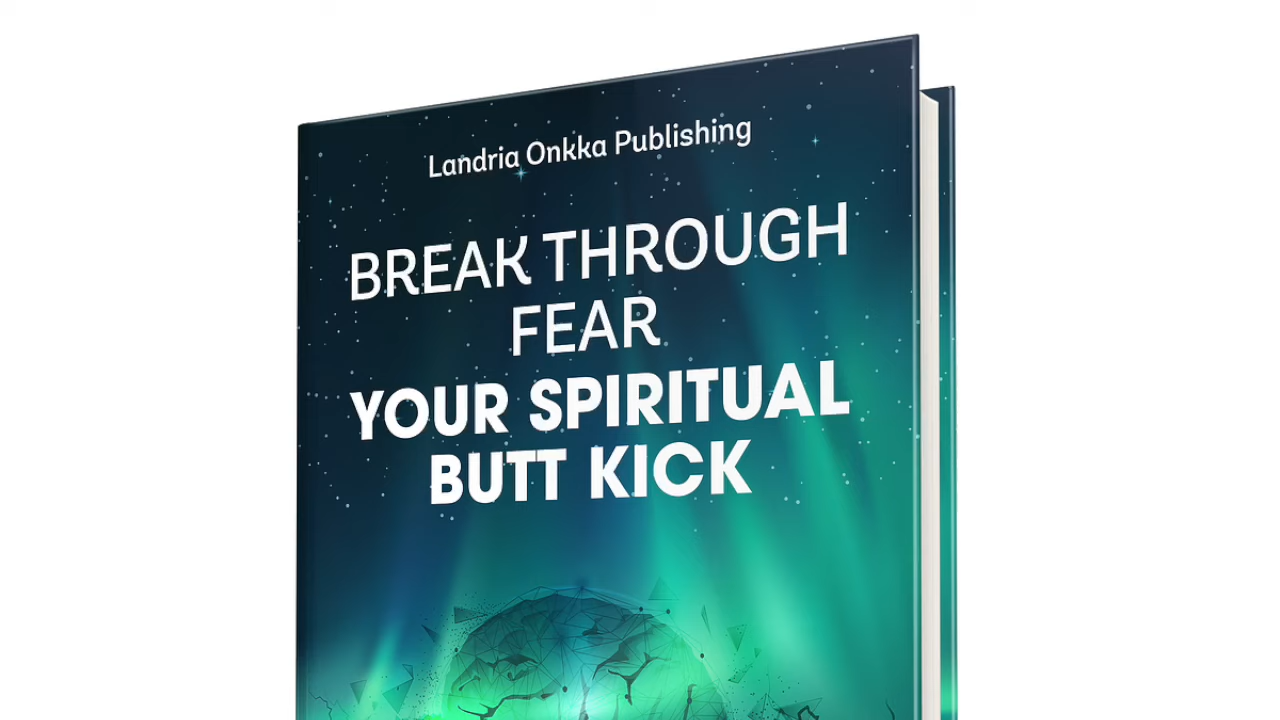 Landria Onkka Publishing
BREAK THROUGH
FEAR
YOUR SPIRITUAL
BUTT KICK